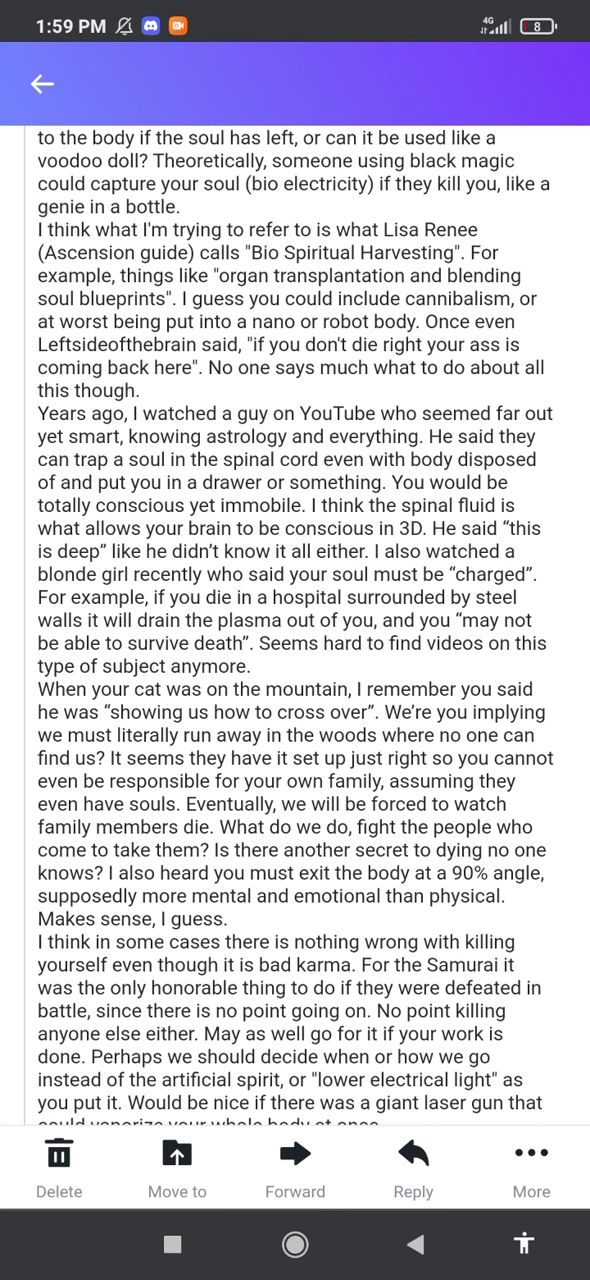 1:59 PM
4G
8
to the body if the soul has left, or can it be used like a
voodoo doll? Theoretically, someone using black magic
could capture your soul (bio electricity) if they kill you, like a
genie in a bottle.
I think what I'm trying to refer to is what Lisa Renee
(Ascension guide) calls "Bio Spiritual Harvesting". For
example, things like "organ transplantation and blending
soul blueprints". I guess you could include cannibalism, or
at worst being put into a nano or robot body. Once even
Leftsideofthebrain said, "if you don't die right your ass is
coming back here". No one says much what to do about all
this though.
Years ago, I watched a guy on YouTube who seemed far out
yet smart, knowing astrology and everything. He said they
can trap a soul in the spinal cord even with body disposed
of and put you in a drawer or something. You would be
totally conscious yet immobile. I think the spinal fluid is
what allows your brain to be conscious in 3D. He said “this
is deep” like he didn’t know it all either. I also watched a
blonde girl recently who said your soul must be “charged”.
For example, if you die in a hospital surrounded by steel
walls it will drain the plasma out of you, and you “may not
be able to survive death”. Seems hard to find videos on this
type of subject anymore.
When your cat was on the mountain, I remember you said
he was “showing us how to cross over”. We’re you implying
we must literally run away in the woods where no one can
find us? It seems they have it set up just right so you cannot
even be responsible for your own family, assuming they
even have souls. Eventually, we will be forced to watch
family members die. What do we do, fight the people who
come to take them? Is there another secret to dying no one
knows? I also heard you must exit the body at a 90% angle,
supposedly more mental and emotional than physical.
Makes sense, I guess.
I think in some cases there is nothing wrong with killing
yourself even though it is bad karma. For the Samurai it
was the only honorable thing to do if they were defeated in
battle, since there is no point going on. No point killing
anyone else either. May as well go for it if your work is
done. Perhaps we should decide when or how we go
instead of the artificial spirit, or "lower electrical light" as
you put it. Would be nice if there was a giant laser gun that
could vaporize your whole body at once
Delete
Move to
Forward
Reply
More